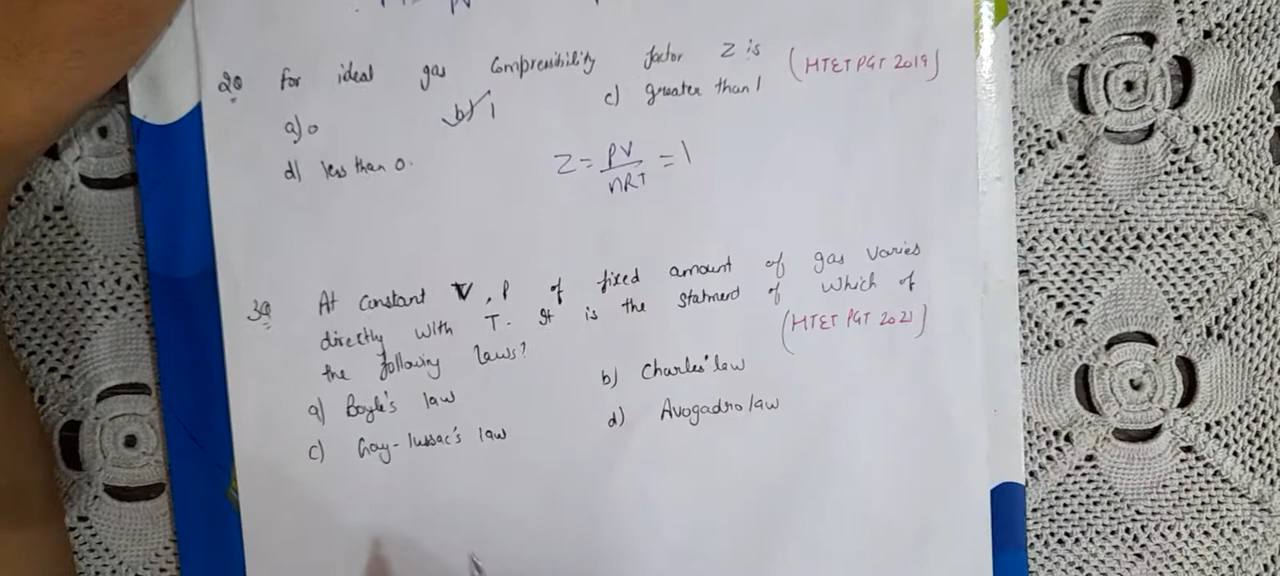 2Q for ideal gas Compressibility factor Z is (HTET PGT 2019)
a) 0 b) 1 c) greater than 1
d) less than 0.
Z = PV/nRT = 1
3Q At constant V, P of fixed amount of gas varies
directly with T. It is the statment of which of
the following laws? (HTET PGT 2021)
a) Boyle's law b) Charles' law
c) Gay-lussac's law d) Avogadro law